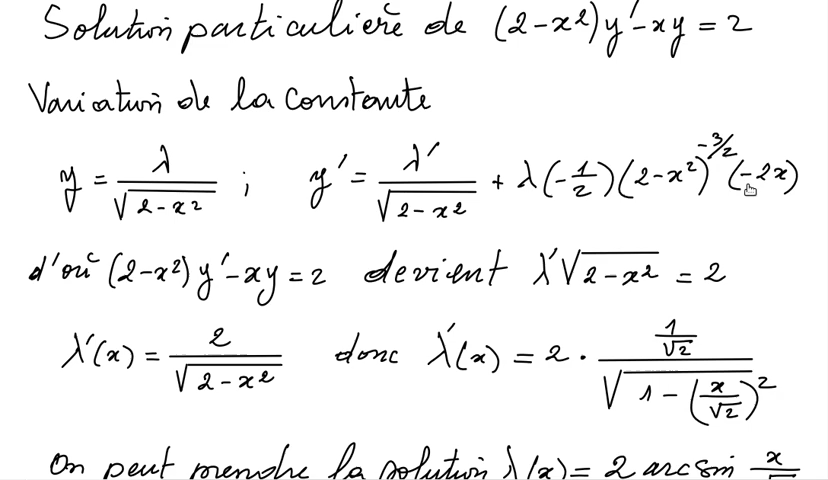 Solution particulière de (2-x²)y'-xy = 2
Variation de la constante
y = λ/√(2-x²) ; y' = λ'/√(2-x²) + λ(-1/2)(2-x²)^(-3/2)(-2x)
d'où (2-x²)y'-xy = 2 devient λ'√(2-x²) = 2
λ'(x) = 2/√(2-x²) donc λ'(x) = 2 · (1/√2)/√(1-(x/√2)²)
On peut prendre la solution λ(x) = 2 arcsin x/√2